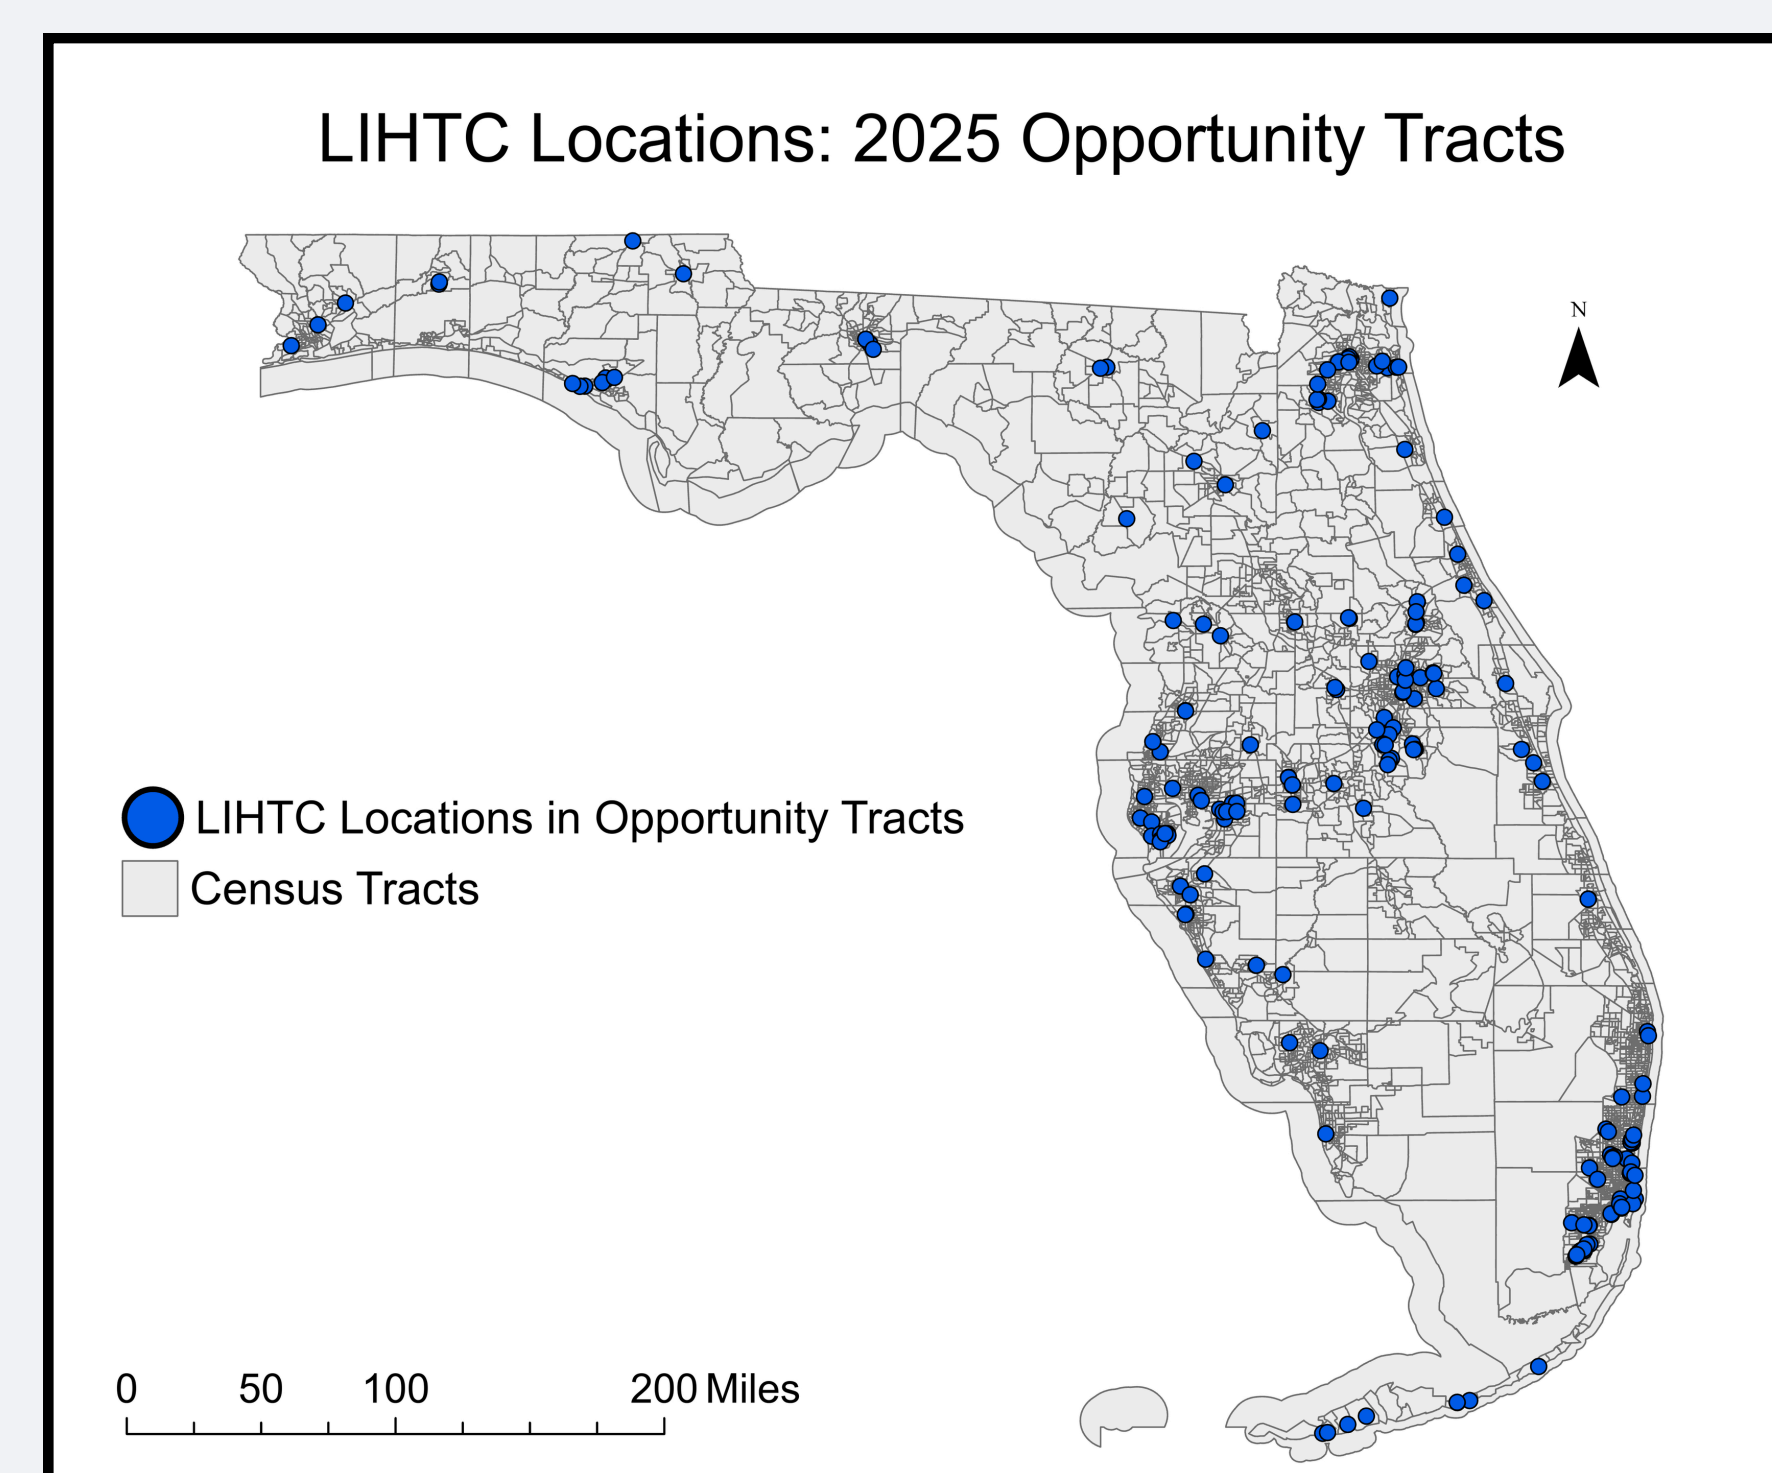 LIHTC Locations: 2025 Opportunity Tracts
N
LIHTC Locations in Opportunity Tracts
Census Tracts
0 50 100 200 Miles